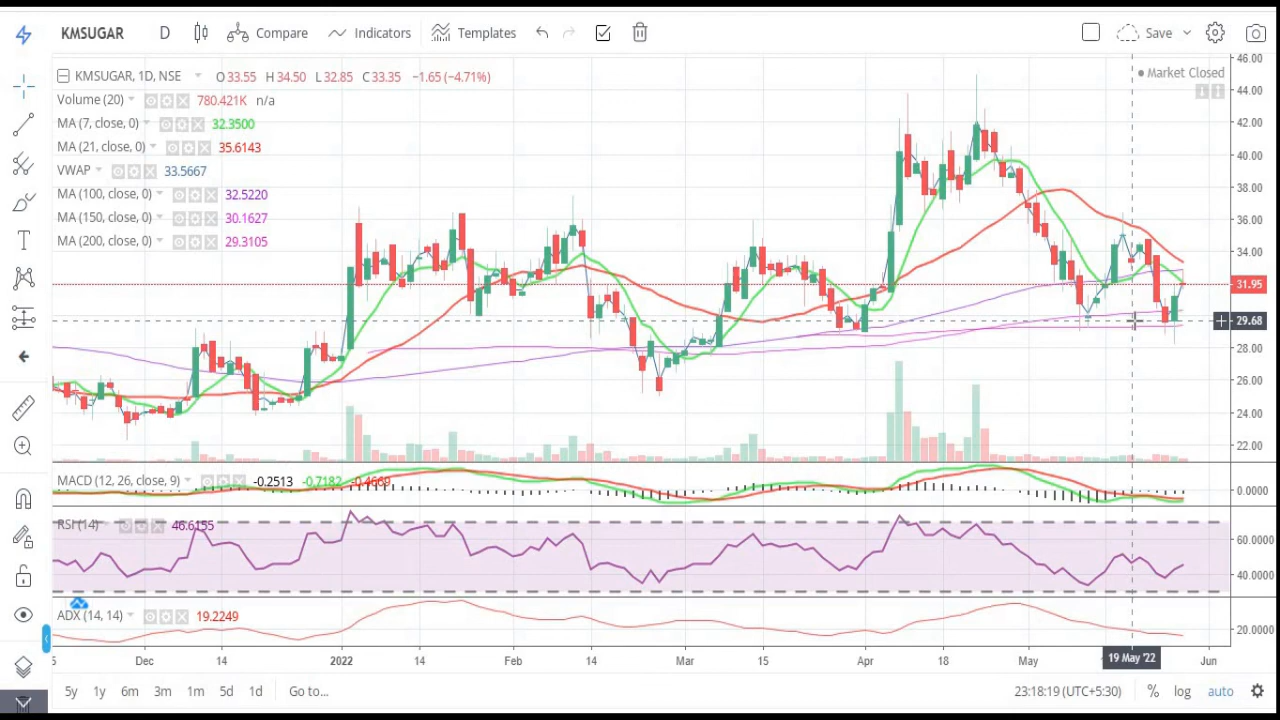 KMSUGAR D Compare Indicators Templates Save
KMSUGAR, 1D, NSE O33.55 H34.50 L32.85 C33.35 −1.65 (−4.71%)
Market Closed
Volume (20) 780.421K n/a
MA (7, close, 0) 32.3500
MA (21, close, 0) 35.6143
VWAP 33.5667
MA (100, close, 0) 32.5220
MA (150, close, 0) 30.1627
MA (200, close, 0) 29.3105
46.00
44.00
42.00
40.00
38.00
36.00
34.00
31.95
29.68
28.00
26.00
24.00
22.00
MACD (12, 26, close, 9) -0.2513 -0.7182 -0.4669
0.0000
RSI (14) 46.6155
60.0000
40.0000
ADX (14, 14) 19.2249
20.0000
Dec 14 2022 14 Feb 14 Mar 15 Apr 18 May 19 May '22 Jun
5y 1y 6m 3m 1m 5d 1d Go to... 23:18:19 (UTC+5:30) % log auto